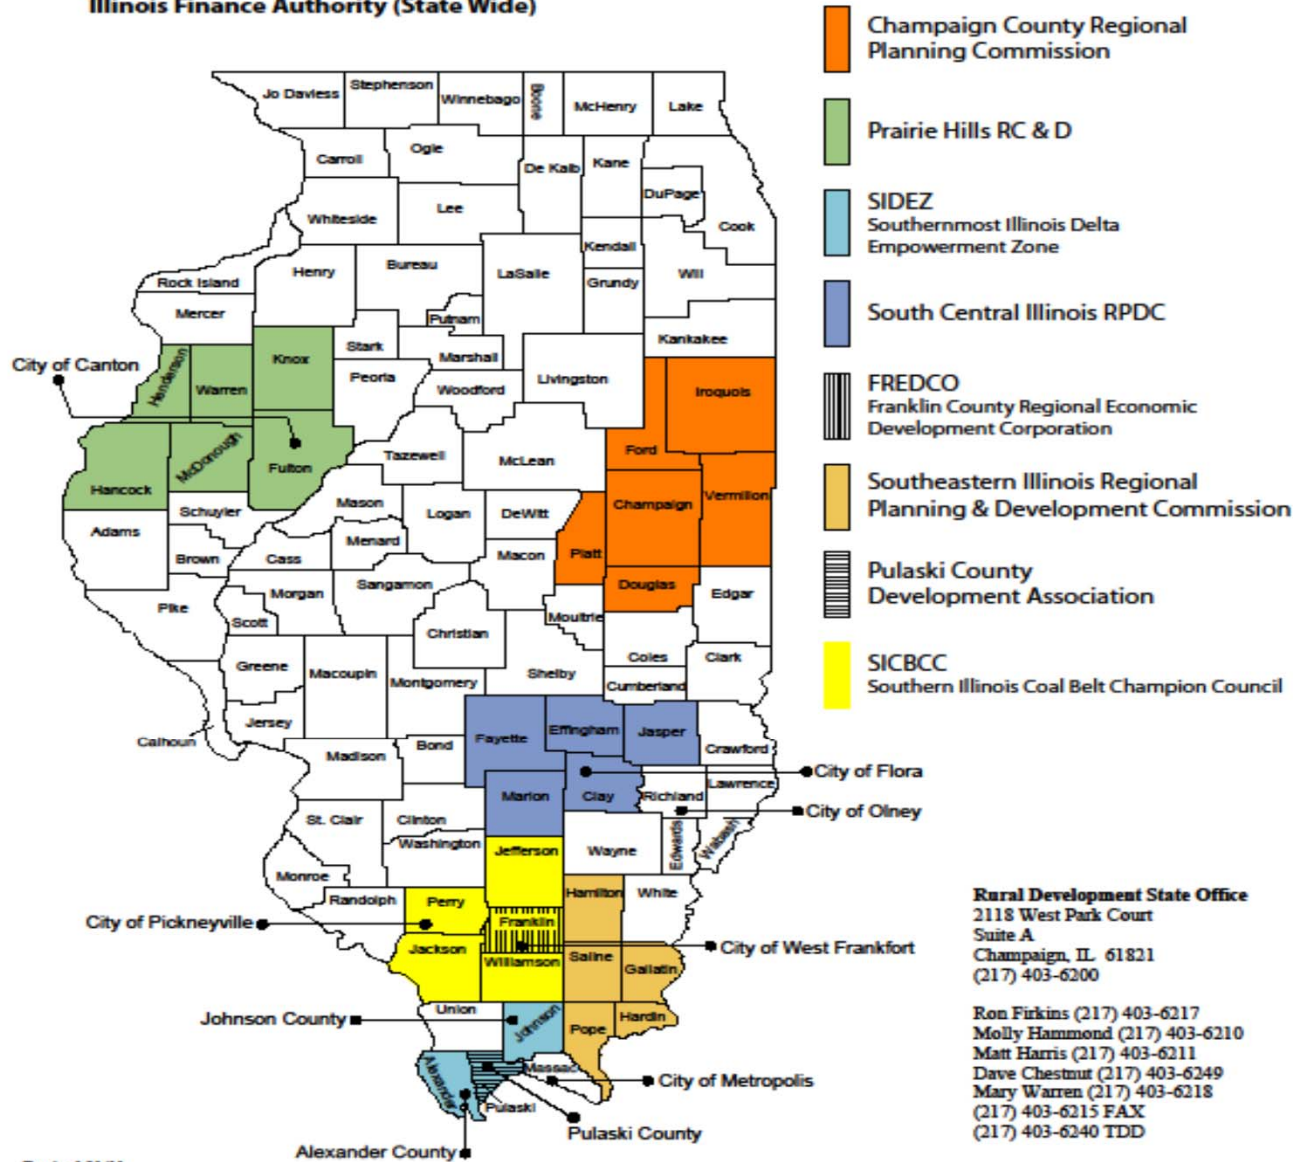 Illinois Finance Authority (State Wide)
Champaign County Regional
Planning Commission
Prairie Hills RC & D
SIDEZ
Southernmost Illinois Delta
Empowerment Zone
South Central Illinois RPDC
FREDCO
Franklin County Regional Economic
Development Corporation
Southeastern Illinois Regional
Planning & Development Commission
Pulaski County
Development Association
SICBCC
Southern Illinois Coal Belt Champion Council
Jo Daviess
Stephenson
Winnebago
Boone
McHenry
Lake
Carroll
Ogle
De Kalb
Kane
DuPage
Cook
Whiteside
Lee
Kendall
Rock Island
Henry
Bureau
LaSalle
Grundy
Will
Mercer
Putnam
Kankakee
City of Canton
Henderson
Warren
Knox
Stark
Peoria
Marshall
Woodford
Livingston
Iroquois
Ford
Hancock
McDonough
Fulton
Tazewell
McLean
Champaign
Vermilion
Adams
Schuyler
Mason
Logan
DeWitt
Brown
Cass
Menard
Macon
Piatt
Douglas
Edgar
Pike
Morgan
Scott
Sangamon
Christian
Moultrie
Coles
Clark
Greene
Macoupin
Montgomery
Shelby
Cumberland
Calhoun
Jersey
Madison
Bond
Fayette
Effingham
Jasper
Crawford
Marion
Clay
Richland
Lawrence
City of Flora
City of Olney
St. Clair
Clinton
Washington
Jefferson
Wayne
Edwards
Wabash
Monroe
Randolph
Perry
Hamilton
White
City of Pickneyville
Franklin
City of West Frankfort
Jackson
Williamson
Saline
Gallatin
Johnson County
Union
Johnson
Pope
Hardin
Alexander
Massac
Pulaski
City of Metropolis
Pulaski County
Alexander County
Rural Development State Office
2118 West Park Court
Suite A
Champaign, IL 61821
(217) 403-6200
Ron Firkins (217) 403-6217
Molly Hammond (217) 403-6210
Matt Harris (217) 403-6211
Dave Chestnut (217) 403-6249
Mary Warren (217) 403-6218
(217) 403-6215 FAX
(217) 403-6240 TDD